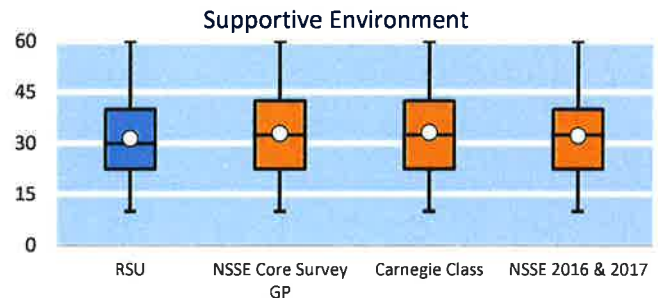 Supportive Environment
60
45
30
15
0
RSU
NSSE Core Survey
GP
Carnegie Class
NSSE 2016 & 2017